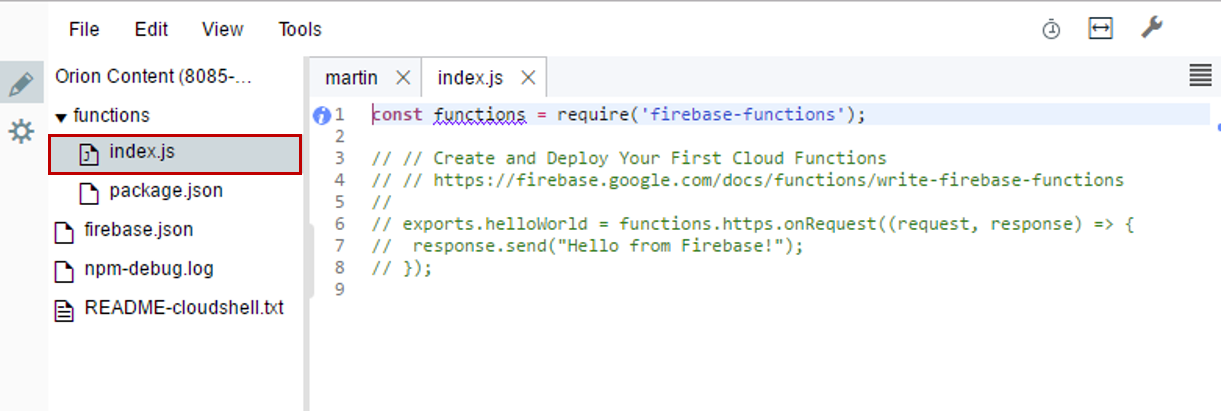 File Edit View Tools
Orion Content (8085-...
functions
index.js
package.json
firebase.json
npm-debug.log
README-cloudshell.txt
martin index.js
1 const functions = require('firebase-functions');
2
3 // // Create and Deploy Your First Cloud Functions
4 // // https://firebase.google.com/docs/functions/write-firebase-functions
5 //
6 // exports.helloWorld = functions.https.onRequest((request, response) => {
7 //  response.send("Hello from Firebase!");
8 // });
9